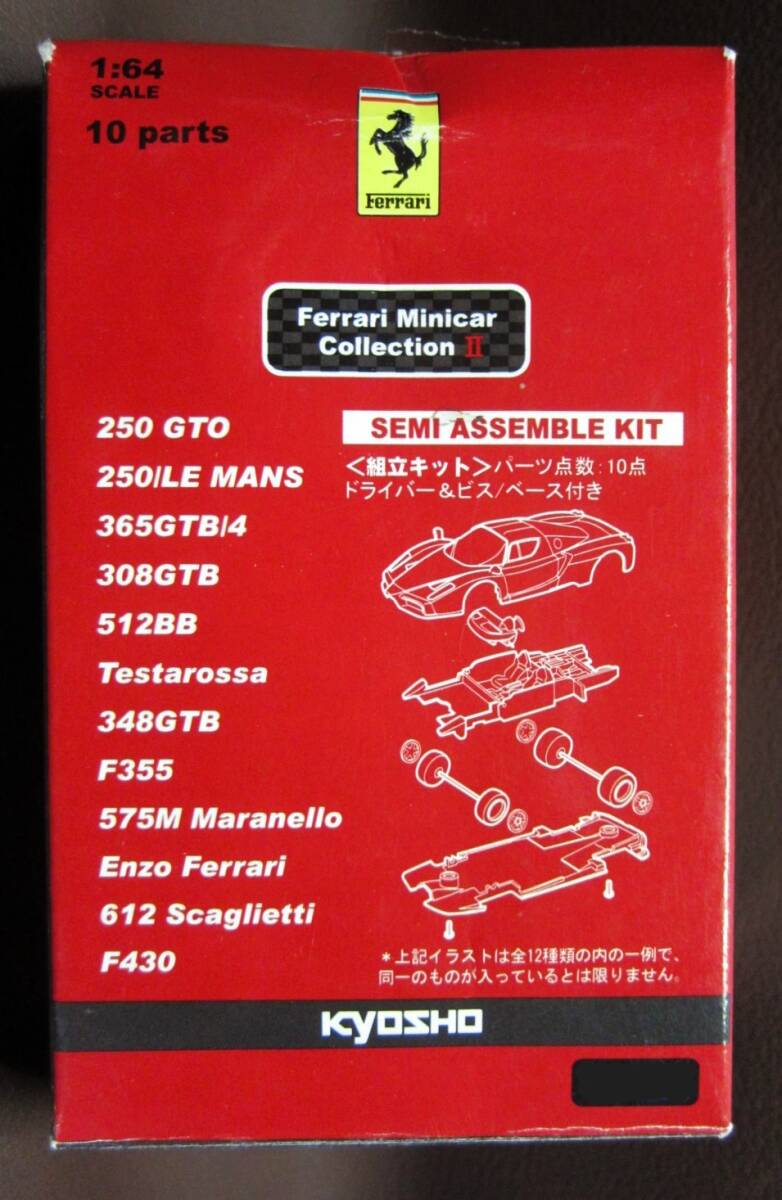 1:64
SCALE
10 parts
Ferrari
Ferrari Minicar
Collection II
250 GTO
250/LE MANS
365GTB/4
308GTB
512BB
Testarossa
348GTB
F355
575M Maranello
Enzo Ferrari
612 Scaglietti
F430
SEMI ASSEMBLE KIT
＜組立キット＞パーツ点数:10点
ドライバー＆ビス/ベース付き
＊上記イラストは全12種類の内の一例で、
同一のものが入っているとは限りません。
KYOSHO